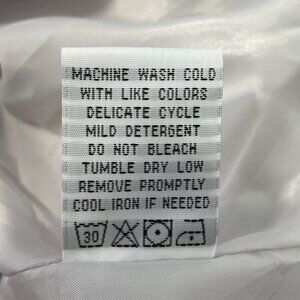 MACHINE WASH COLD
WITH LIKE COLORS
DELICATE CYCLE
MILD DETERGENT
DO NOT BLEACH
TUMBLE DRY LOW
REMOVE PROMPTLY
COOL IRON IF NEEDED
30